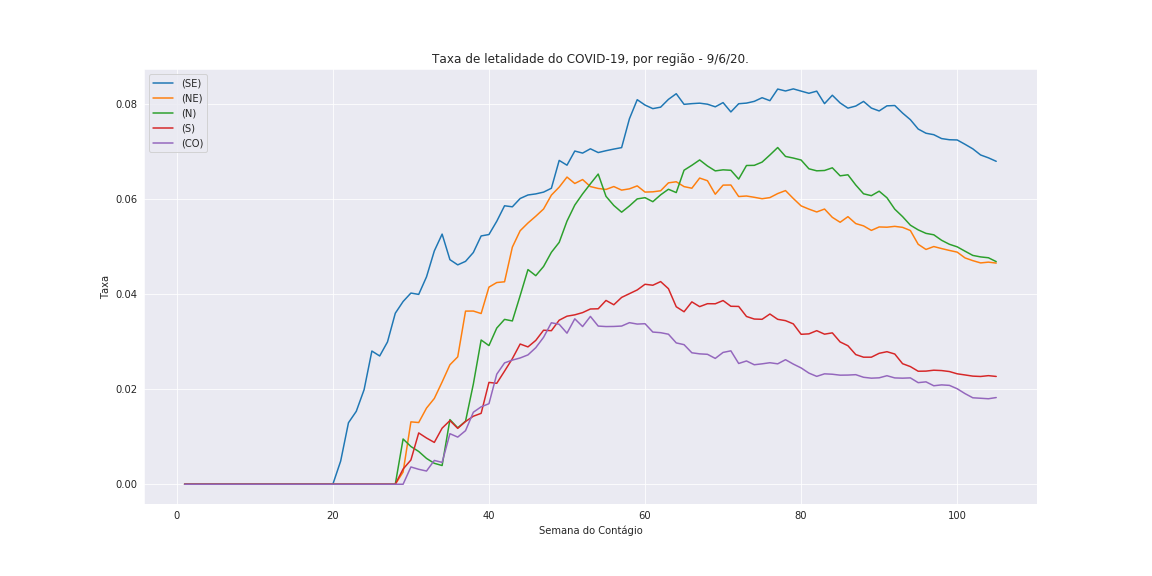 Taxa de letalidade do COVID-19, por região - 9/6/20.
(SE)
(NE)
(N)
(S)
(CO)
Taxa
0.08
0.06
0.04
0.02
0.00
0 20 40 60 80 100
Semana do Contágio